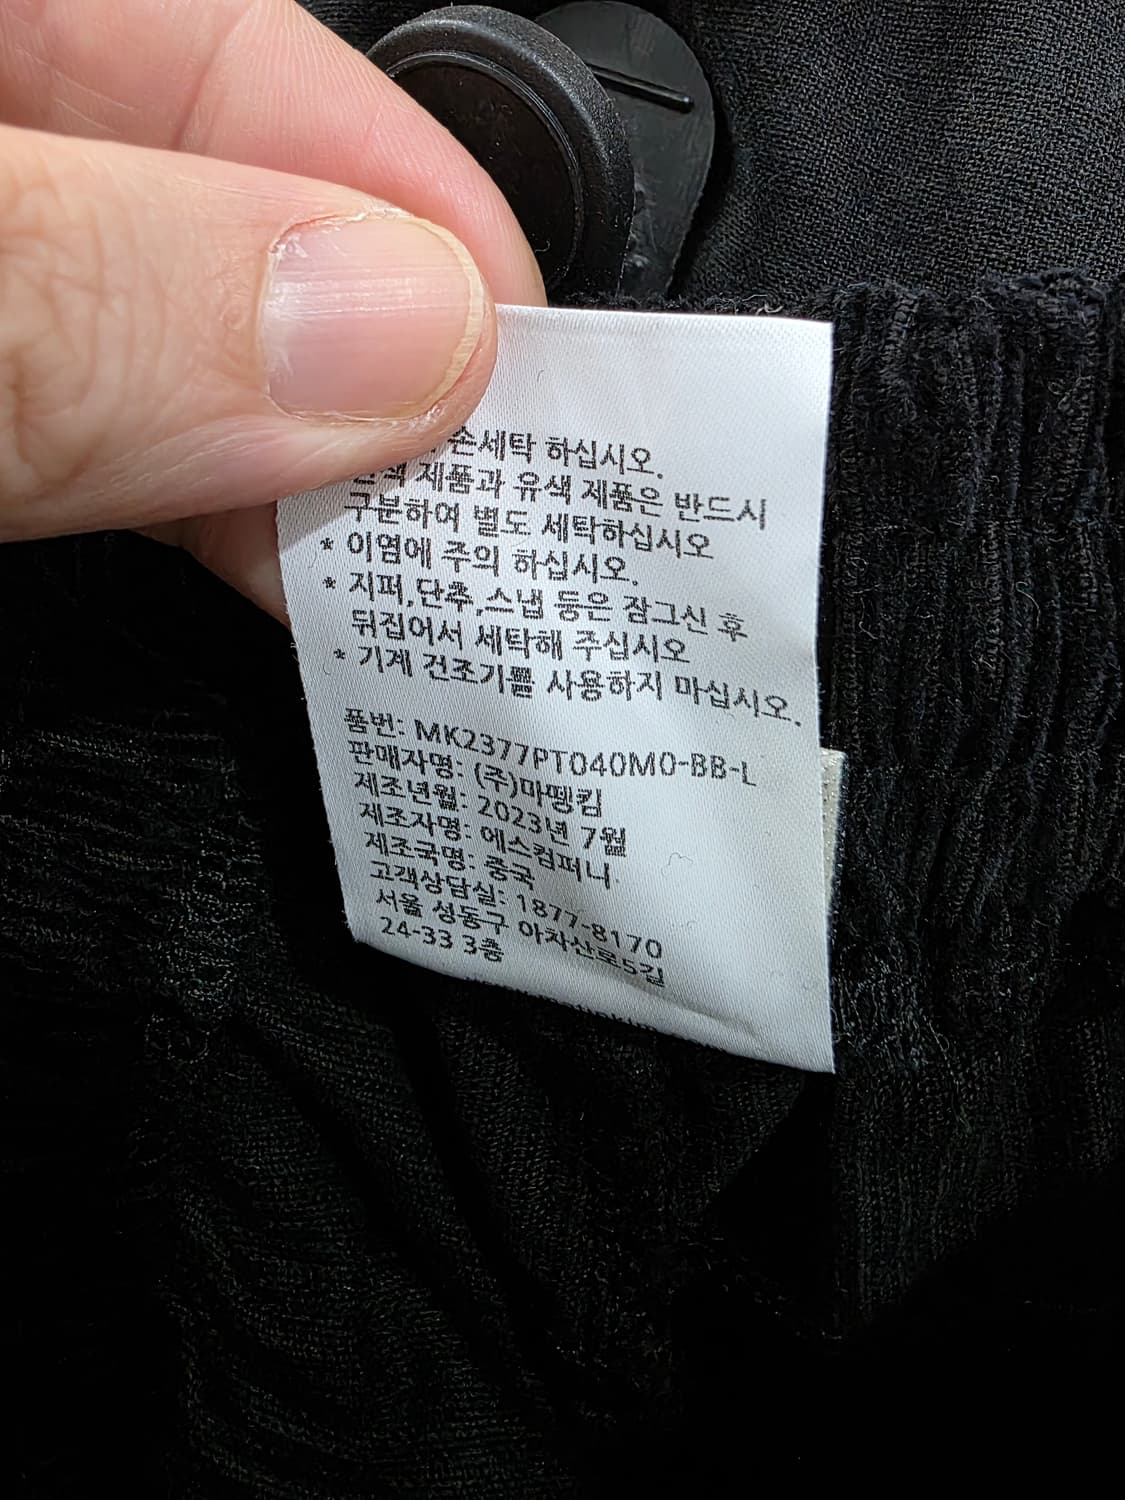 손세탁 하십시오.
제품과 유색 제품은 반드시
구분하여 별도 세탁하십시오
* 이염에 주의 하십시오.
* 지퍼,단추,스냅 등은 잠그신 후
뒤집어서 세탁해 주십시오
* 기계 건조기를 사용하지 마십시오.
품번: MK2377PT040M0-BB-L
판매자명: (주)마뗑킴
제조년월: 2023년 7월
제조자명: 에스컴퍼니
제조국명: 중국
고객상담실: 1877-8170
서울 성동구 아차산로5길
24-33 3층